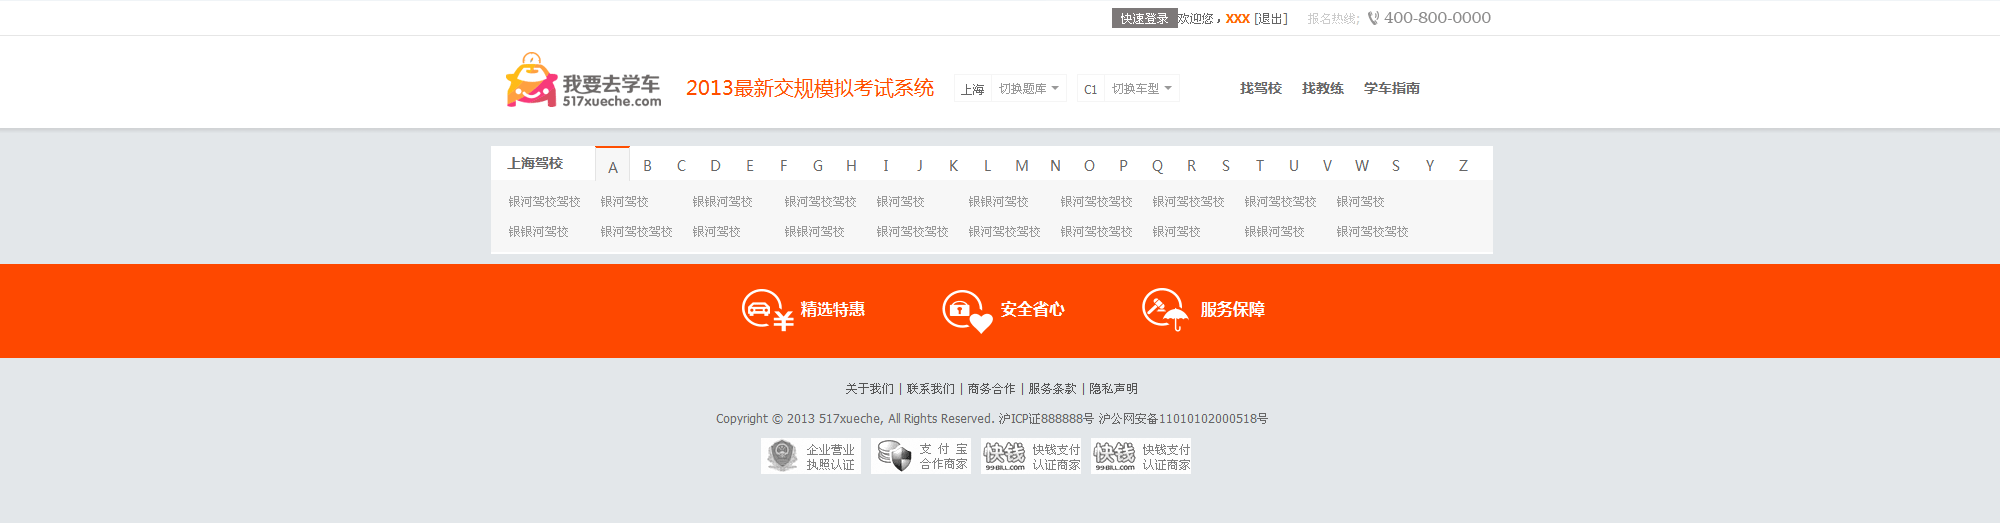 快速登录 欢迎您，XXX [退出] 报名热线: 400-800-0000
我要去学车
517xueche.com
2013最新交规模拟考试系统 上海 切换题库 C1 切换车型 找驾校 找教练 学车指南
上海驾校 A B C D E F G H I J K L M N O P Q R S T U V W S Y Z
银河驾校驾校 银河驾校 银银河驾校 银河驾校驾校 银河驾校 银银河驾校 银河驾校驾校 银河驾校驾校 银河驾校驾校 银河驾校
银银河驾校 银河驾校驾校 银河驾校 银银河驾校 银河驾校驾校 银河驾校驾校 银河驾校驾校 银河驾校 银银河驾校 银河驾校驾校
精选特惠 安全省心 服务保障
关于我们 | 联系我们 | 商务合作 | 服务条款 | 隐私声明
Copyright © 2013 517xueche, All Rights Reserved. 沪ICP证888888号 沪公网安备11010102000518号
企业营业
执照认证
支 付 宝
合作商家
快钱
99BILL.COM
快钱支付
认证商家
快钱
99BILL.COM
快钱支付
认证商家